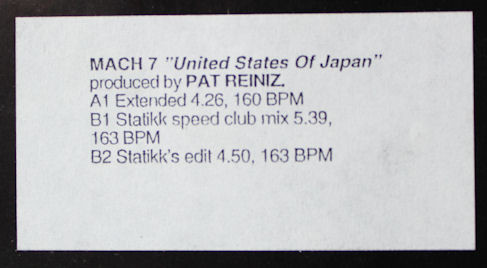 MACH 7 "United States Of Japan"
produced by PAT REINIZ.
A1 Extended 4.26, 160 BPM
B1 Statikk speed club mix 5.39,
163 BPM
B2 Statikk's edit 4.50, 163 BPM